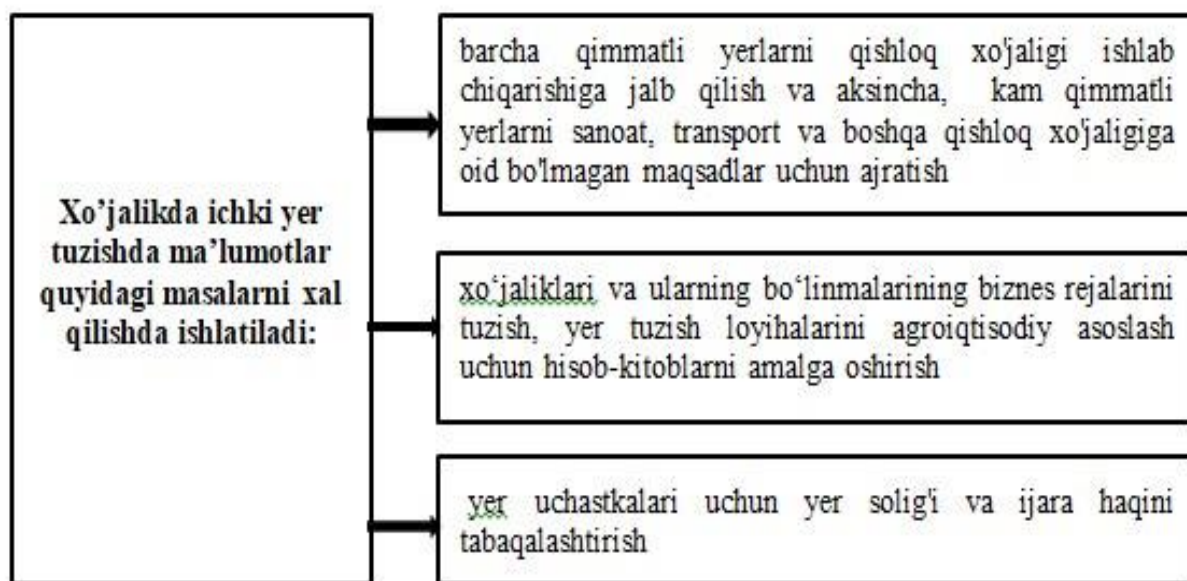 Xo’jalikda ichki yer
tuzishda ma’lumotlar
quyidagi masalarni xal
qilishda ishlatiladi:
barcha qimmatli yerlarni qishloq xo'jaligi ishlab
chiqarishiga jalb qilish va aksincha, kam qimmatli
yerlarni sanoat, transport va boshqa qishloq xo'jaligiga
oid bo'lmagan maqsadlar uchun ajratish
xo‘jaliklari va ularning bo‘linmalarining biznes rejalarini
tuzish, yer tuzish loyihalarini agroiqtisodiy asoslash
uchun hisob-kitoblarni amalga oshirish
yer uchastkalari uchun yer solig'i va ijara haqini
tabaqalashtirish